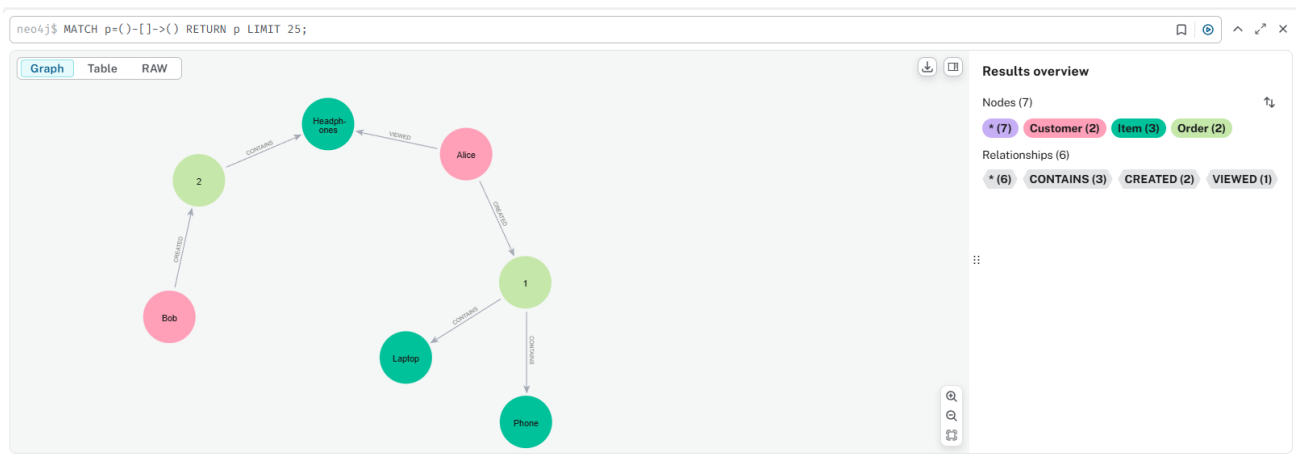 neo4j$ MATCH p=()-[]->() RETURN p LIMIT 25;
Graph Table RAW
Results overview
Nodes (7)
* (7) Customer (2) Item (3) Order (2)
Relationships (6)
* (6) CONTAINS (3) CREATED (2) VIEWED (1)
Headph-
ones
VIEWED
CONTAINS
Alice
2
CREATED
CREATED
1
Bob
CONTAINS
CONTAINS
Laptop
Phone